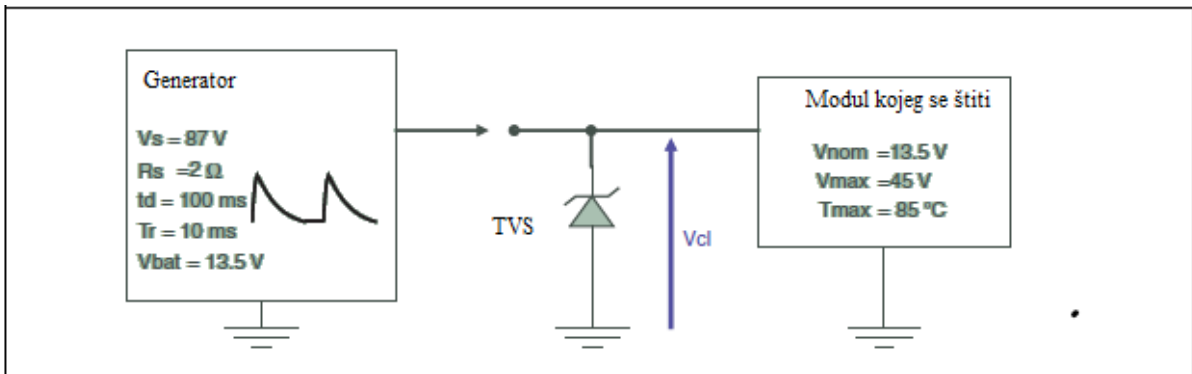 Generator
Vs = 87 V
Rs =2 Ω
td = 100 ms
Tr = 10 ms
Vbat = 13.5 V
TVS
Vcl
Modul kojeg se štiti
Vnom =13.5 V
Vmax =45 V
Tmax = 85 ºC